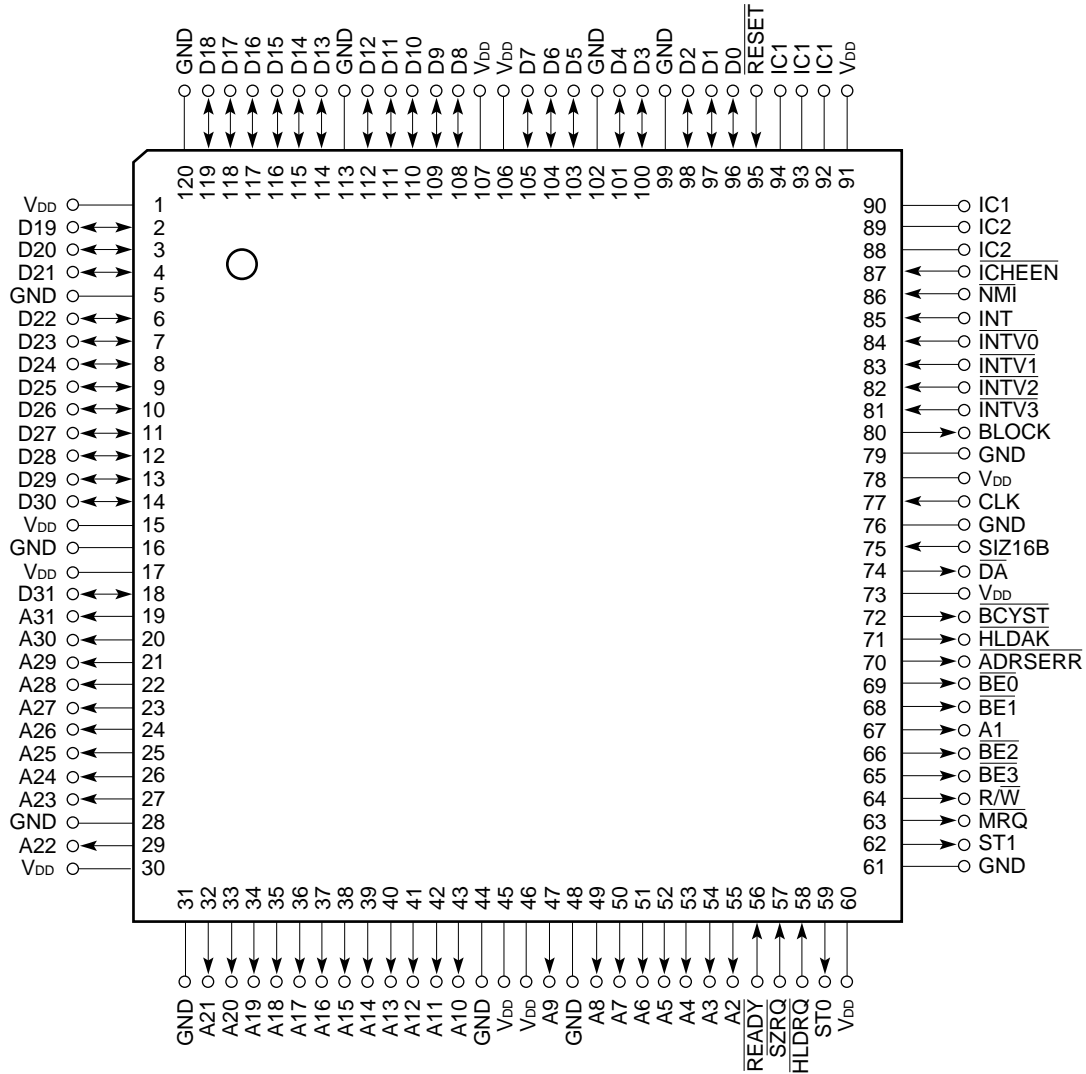 GND D18 D17 D16 D15 D14 D13 GND D12 D11 D10 D9 D8 VDD VDD D7 D6 D5 GND D4 D3 GND D2 D1 D0 RESET IC1 IC1 IC1 VDD
120 119 118 117 116 115 114 113 112 111 110 109 108 107 106 105 104 103 102 101 100 99 98 97 96 95 94 93 92 91
VDD 1 90 IC1
D19 2 89 IC2
D20 3 88 IC2
D21 4 87 ICHEEN
GND 5 86 NMI
D22 6 85 INT
D23 7 84 INTV0
D24 8 83 INTV1
D25 9 82 INTV2
D26 10 81 INTV3
D27 11 80 BLOCK
D28 12 79 GND
D29 13 78 VDD
D30 14 77 CLK
VDD 15 76 GND
GND 16 75 SIZ16B
VDD 17 74 DA
D31 18 73 VDD
A31 19 72 BCYST
A30 20 71 HLDAK
A29 21 70 ADRSERR
A28 22 69 BE0
A27 23 68 BE1
A26 24 67 A1
A25 25 66 BE2
A24 26 65 BE3
A23 27 64 R/W
GND 28 63 MRQ
A22 29 62 ST1
VDD 30 61 GND
31 32 33 34 35 36 37 38 39 40 41 42 43 44 45 46 47 48 49 50 51 52 53 54 55 56 57 58 59 60
GND A21 A20 A19 A18 A17 A16 A15 A14 A13 A12 A11 A10 GND VDD VDD A9 GND A8 A7 A6 A5 A4 A3 A2 READY SZRQ HLDRQ ST0 VDD